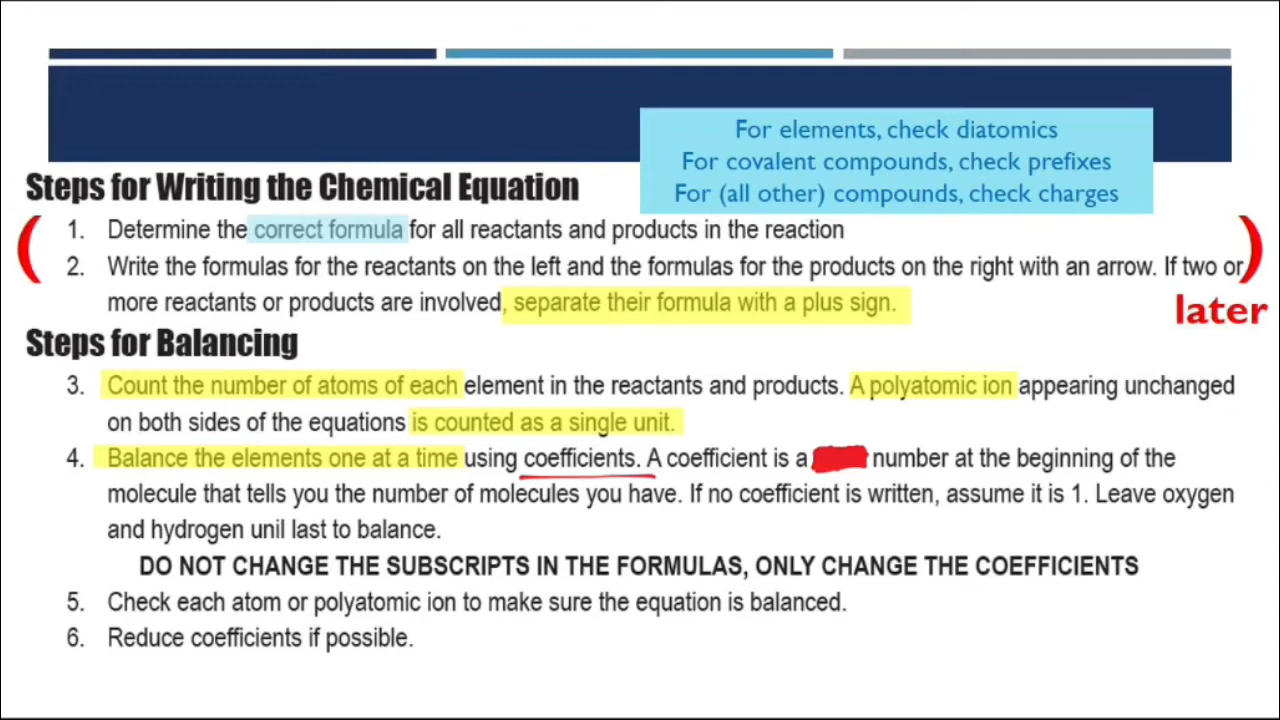 For elements, check diatomics
For covalent compounds, check prefixes
For (all other) compounds, check charges
Steps for Writing the Chemical Equation
( 1. Determine the correct formula for all reactants and products in the reaction )
2. Write the formulas for the reactants on the left and the formulas for the products on the right with an arrow. If two or
more reactants or products are involved, separate their formula with a plus sign.
later
Steps for Balancing
3. Count the number of atoms of each element in the reactants and products. A polyatomic ion appearing unchanged
on both sides of the equations is counted as a single unit.
4. Balance the elements one at a time using coefficients. A coefficient is a number at the beginning of the
molecule that tells you the number of molecules you have. If no coefficient is written, assume it is 1. Leave oxygen
and hydrogen unil last to balance.
DO NOT CHANGE THE SUBSCRIPTS IN THE FORMULAS, ONLY CHANGE THE COEFFICIENTS
5. Check each atom or polyatomic ion to make sure the equation is balanced.
6. Reduce coefficients if possible.